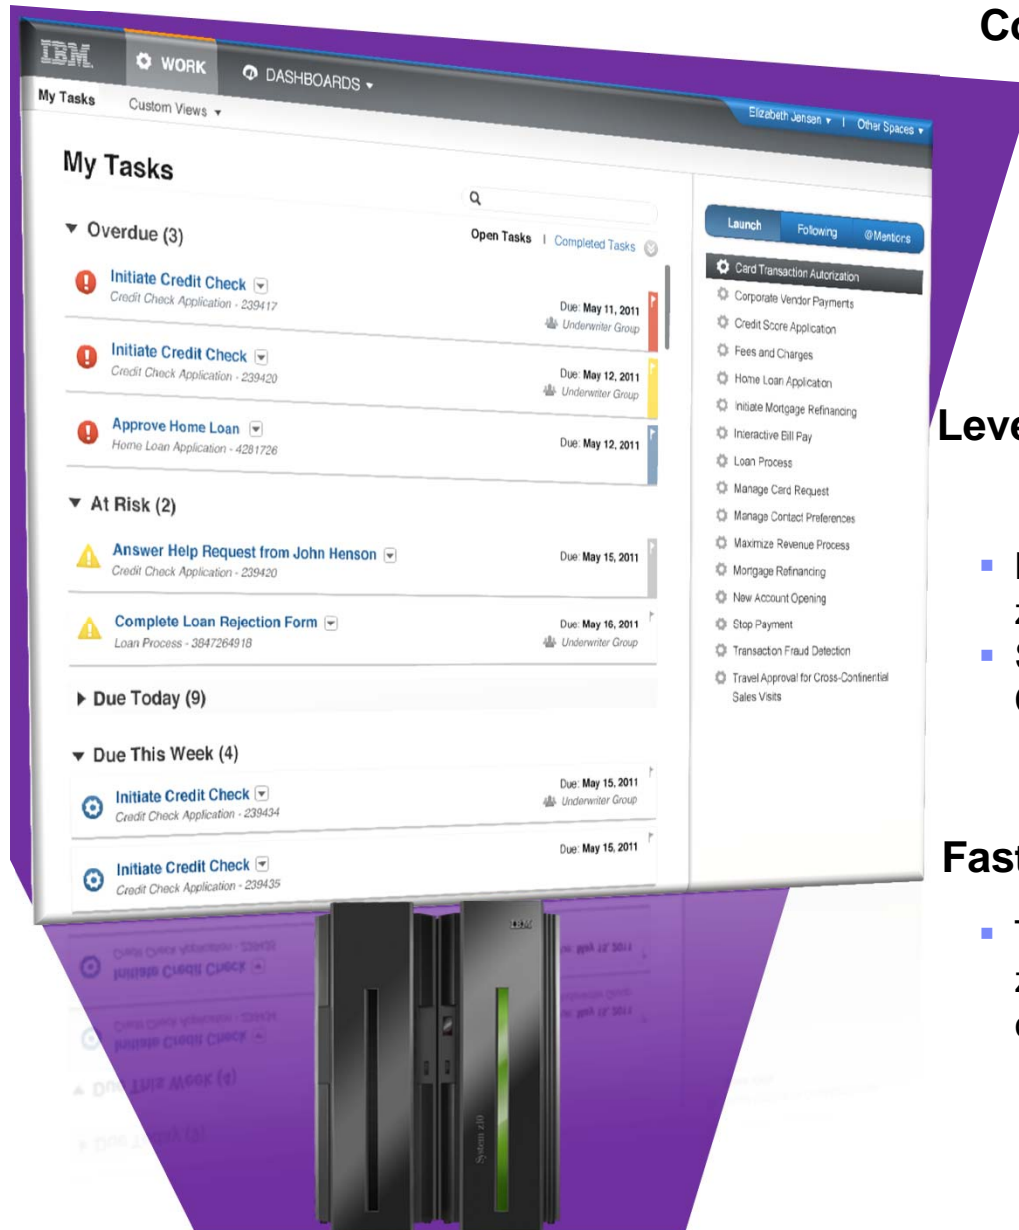 IBM.
WORK
DASHBOARDS
Elizabeth Jensen | Other Spaces
My Tasks
Custom Views
My Tasks
Overdue (3)
Open Tasks | Completed Tasks
Initiate Credit Check
Credit Check Application - 239417
Due: May 11, 2011
Underwriter Group
Initiate Credit Check
Credit Check Application - 239420
Due: May 12, 2011
Underwriter Group
Approve Home Loan
Home Loan Application - 4281726
Due: May 12, 2011
At Risk (2)
Answer Help Request from John Henson
Credit Check Application - 239420
Due: May 15, 2011
Complete Loan Rejection Form
Loan Process - 3847264918
Due: May 16, 2011
Underwriter Group
Due Today (9)
Due This Week (4)
Initiate Credit Check
Credit Check Application - 239434
Due: May 15, 2011
Underwriter Group
Initiate Credit Check
Credit Check Application - 239435
Due: May 15, 2011
Launch
Following
@Mentions
Card Transaction Autorization
Corporate Vendor Payments
Credit Score Application
Fees and Charges
Home Loan Application
Initiate Mortgage Refinancing
Interactive Bill Pay
Loan Process
Manage Card Request
Manage Contact Preferences
Maximize Revenue Process
Mortgage Refinancing
New Account Opening
Stop Payment
Transaction Fraud Detection
Travel Approval for Cross-Continental
Sales Visits
Co
Leve
z
Fast
z
IBM
System z10